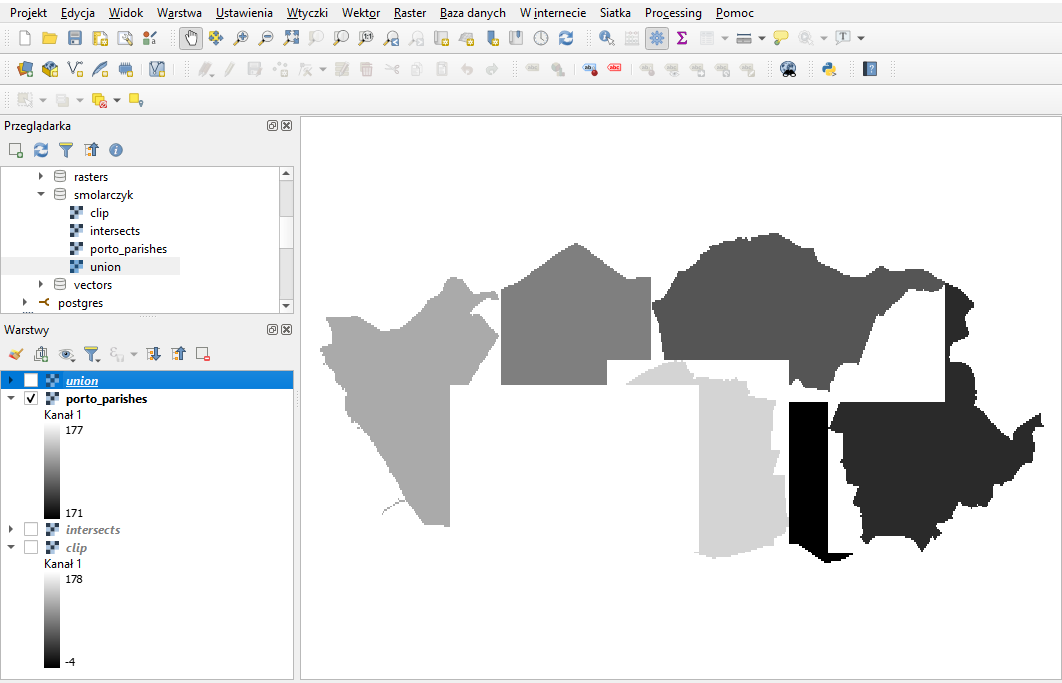 Projekt Edycja Widok Warstwa Ustawienia Wtyczki Wektor Raster Baza danych W internecie Siatka Processing Pomoc
Przeglądarka
rasters
smolarczyk
clip
intersects
porto_parishes
union
vectors
postgres
Warstwy
union
porto_parishes
Kanał 1
177
171
intersects
clip
Kanał 1
178
-4